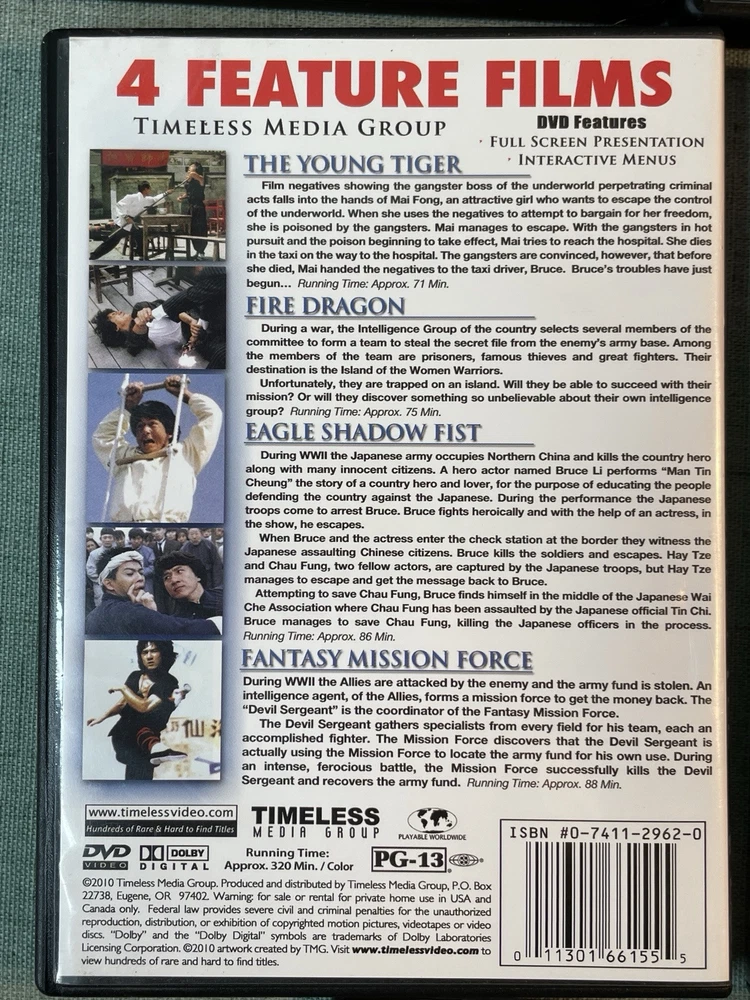 4 FEATURE FILMS
TIMELESS MEDIA GROUP
DVD Features
· FULL SCREEN PRESENTATION
· INTERACTIVE MENUS
THE YOUNG TIGER
Film negatives showing the gangster boss of the underworld perpetrating criminal
acts falls into the hands of Mai Fong, an attractive girl who wants to escape the control
of the underworld. When she uses the negatives to attempt to bargain for her freedom,
she is poisoned by the gangsters. Mai manages to escape. With the gangsters in hot
pursuit and the poison beginning to take effect, Mai tries to reach the hospital. She dies
in the taxi on the way to the hospital. The gangsters are convinced, however, that before
she died, Mai handed the negatives to the taxi driver, Bruce. Bruce's troubles have just
begun... Running Time: Approx. 71 Min.
FIRE DRAGON
During a war, the Intelligence Group of the country selects several members of the
committee to form a team to steal the secret file from the enemy's army base. Among
the members of the team are prisoners, famous thieves and great fighters. Their
destination is the Island of the Women Warriors.
Unfortunately, they are trapped on an island. Will they be able to succeed with their
mission? Or will they discover something so unbelievable about their own intelligence
group? Running Time: Approx. 75 Min.
EAGLE SHADOW FIST
During WWII the Japanese army occupies Northern China and kills the country hero
along with many innocent citizens. A hero actor named Bruce Li performs "Man Tin
Cheung" the story of a country hero and lover, for the purpose of educating the people
defending the country against the Japanese. During the performance the Japanese
troops come to arrest Bruce. Bruce fights heroically and with the help of an actress, in
the show, he escapes.
When Bruce and the actress enter the check station at the border they witness the
Japanese assaulting Chinese citizens. Bruce kills the soldiers and escapes. Hay Tze
and Chau Fung, two fellow actors, are captured by the Japanese troops, but Hay Tze
manages to escape and get the message back to Bruce.
Attempting to save Chau Fung, Bruce finds himself in the middle of the Japanese Wai
Che Association where Chau Fung has been assaulted by the Japanese official Tin Chi.
Bruce manages to save Chau Fung, killing the Japanese officers in the process.
Running Time: Approx. 86 Min.
FANTASY MISSION FORCE
During WWII the Allies are attacked by the enemy and the army fund is stolen. An
intelligence agent, of the Allies, forms a mission force to get the money back. The
"Devil Sergeant" is the coordinator of the Fantasy Mission Force.
The Devil Sergeant gathers specialists from every field for his team, each an
accomplished fighter. The Mission Force discovers that the Devil Sergeant is
actually using the Mission Force to locate the army fund for his own use. During
an intense, ferocious battle, the Mission Force successfully kills the Devil
Sergeant and recovers the army fund. Running Time: Approx. 88 Min.
www.timelessvideo.com
Hundreds of Rare & Hard to Find Titles
TIMELESS
MEDIA GROUP
PLAYABLE WORLDWIDE
DVD
VIDEO
DOLBY
DIGITAL
Running Time:
Approx. 320 Min. / Color
PG-13
©2010 Timeless Media Group. Produced and distributed by Timeless Media Group, P.O. Box
22738, Eugene, OR 97402. Warning: for sale or rental for private home use in USA and
Canada only. Federal law provides severe civil and criminal penalties for the unauthorized
reproduction, distribution, or exhibition of copyrighted motion pictures, videotapes or video
discs. "Dolby" and the "Dolby Digital" symbols are trademarks of Dolby Laboratories
Licensing Corporation. ©2010 artwork created by TMG. Visit www.timelessvideo.com to
view hundreds of rare and hard to find titles.
ISBN #0-7411-2962-0
0 11301 66155 5